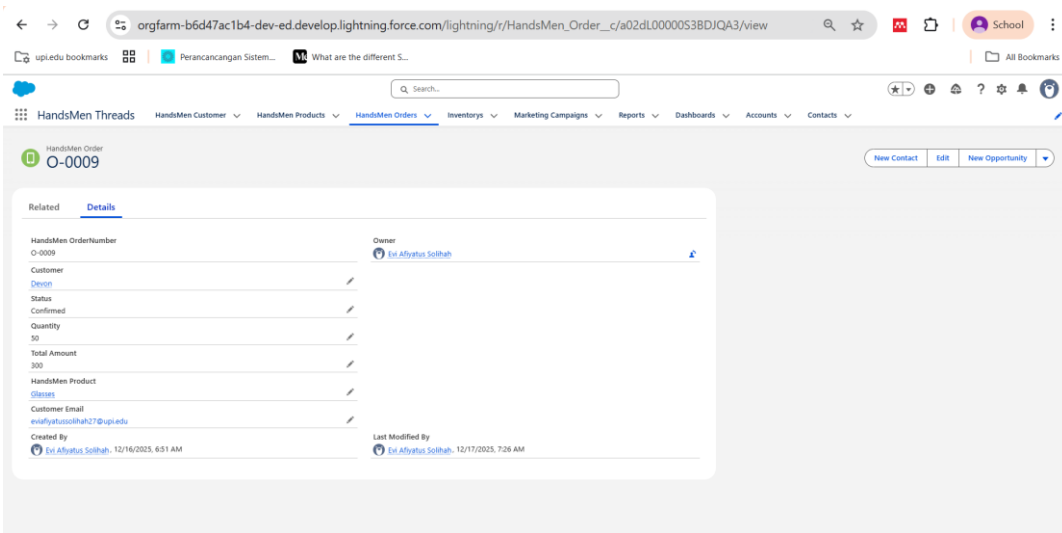 orgfarm-b6d47ac1b4-dev-ed.develop.lightning.force.com/lightning/r/HandsMen_Order__c/a02dL00000S3BDJQA3/view
School
upi.edu bookmarks
Perancancangan Sistem...
What are the different S...
All Bookmarks
Search...
HandsMen Threads
HandsMen Customer
HandsMen Products
HandsMen Orders
Inventorys
Marketing Campaigns
Reports
Dashboards
Accounts
Contacts
HandsMen Order
O-0009
New Contact
Edit
New Opportunity
Related
Details
HandsMen OrderNumber
O-0009
Owner
Evi Afiyatus Solihah
Customer
Devon
Status
Confirmed
Quantity
50
Total Amount
300
HandsMen Product
Glasses
Customer Email
eviafiyatussolihah27@upi.edu
Created By
Evi Afiyatus Solihah, 12/16/2025, 6:51 AM
Last Modified By
Evi Afiyatus Solihah, 12/17/2025, 7:26 AM